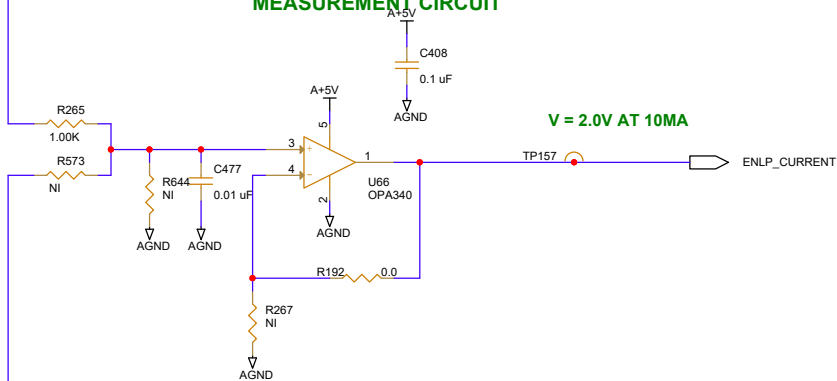 MEASUREMENT CIRCUIT
A+5V
C408
0.1 uF
AGND
A+5V
R265
1.00K
R573
NI
R644
NI
C477
0.01 uF
AGND
AGND
3
4
5
2
1
+
-
U66
OPA340
AGND
V = 2.0V AT 10MA
TP157
ENLP_CURRENT
R192
0.0
R267
NI
AGND